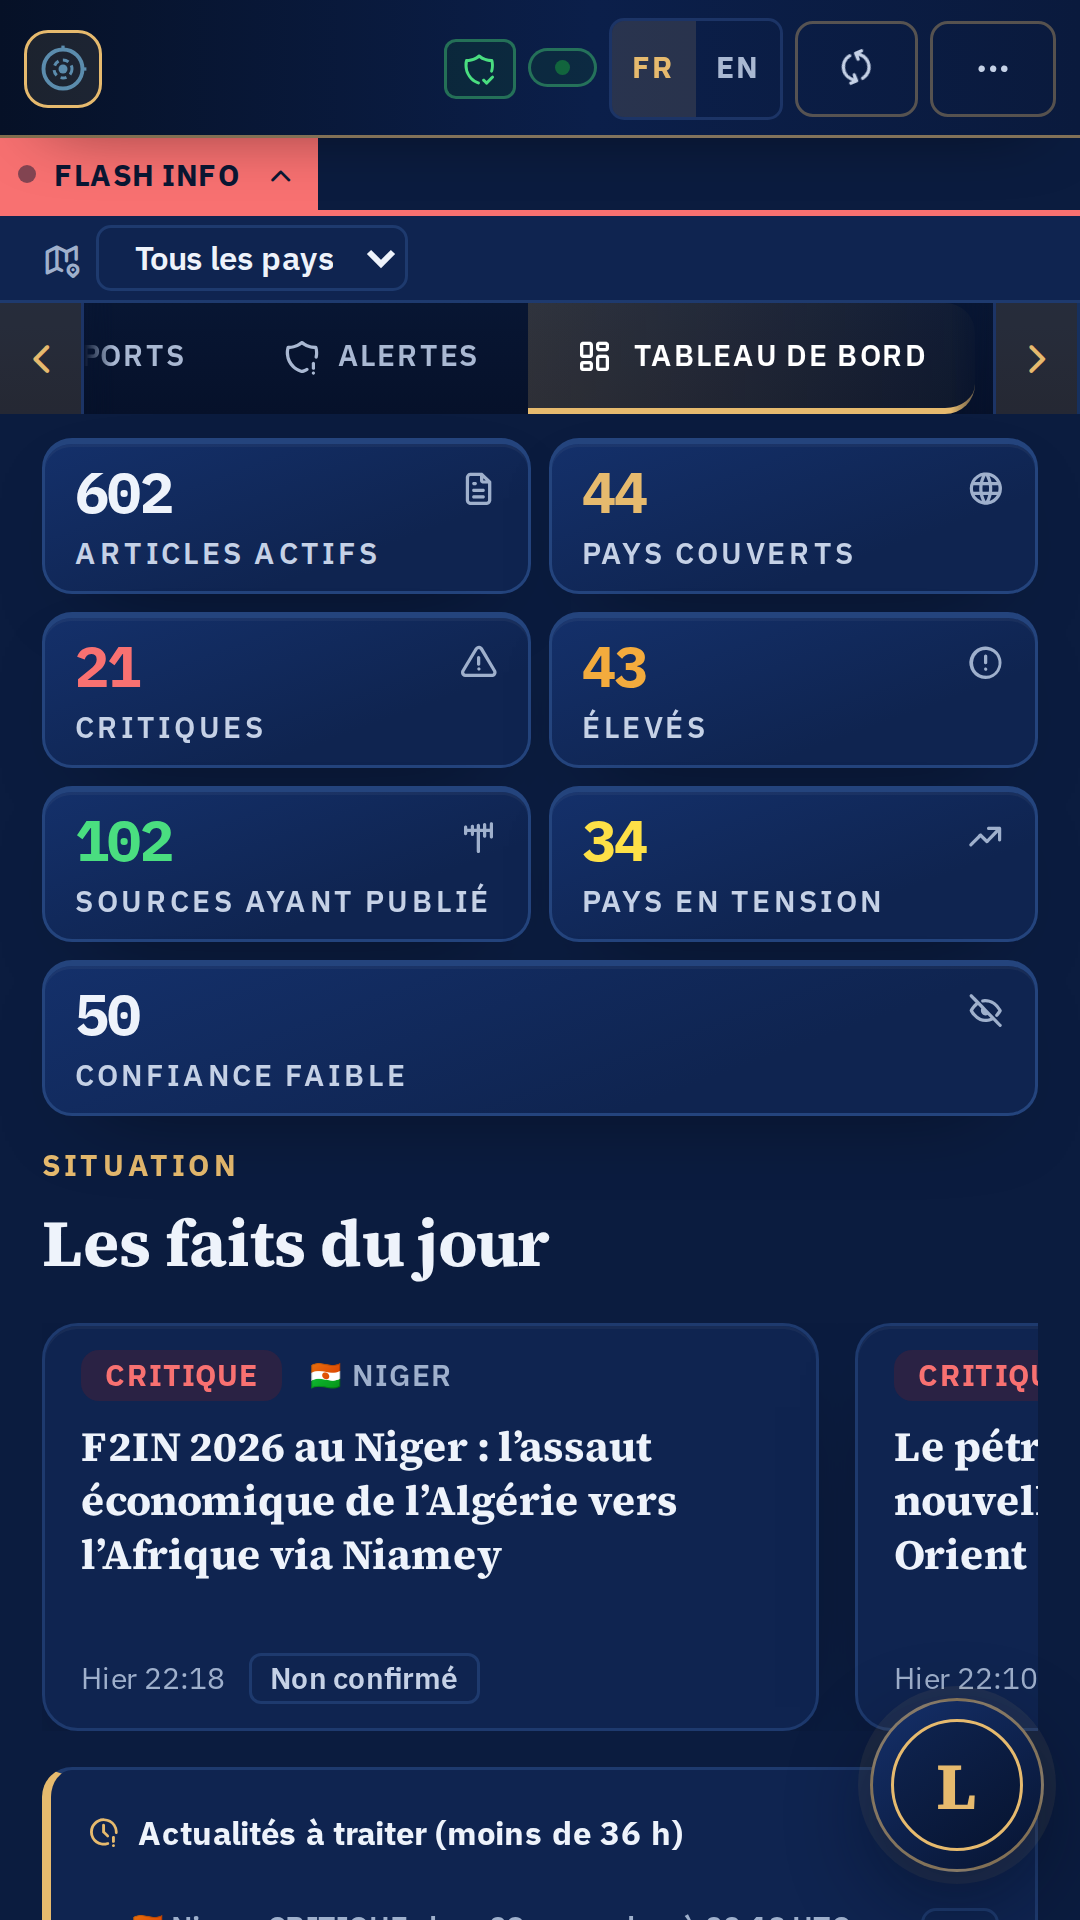 FR EN
FLASH INFO
Tous les pays
PORTS ALERTES TABLEAU DE BORD
602
ARTICLES ACTIFS
44
PAYS COUVERTS
21
CRITIQUES
43
ÉLEVÉS
102
SOURCES AYANT PUBLIÉ
34
PAYS EN TENSION
50
CONFIANCE FAIBLE
SITUATION
Les faits du jour
CRITIQUE NIGER
F2IN 2026 au Niger : l’assaut
économique de l’Algérie vers
l’Afrique via Niamey
Hier 22:18 Non confirmé
Le pétr
nouvel
Orient
Hier 22:10
L
Actualités à traiter (moins de 36 h)